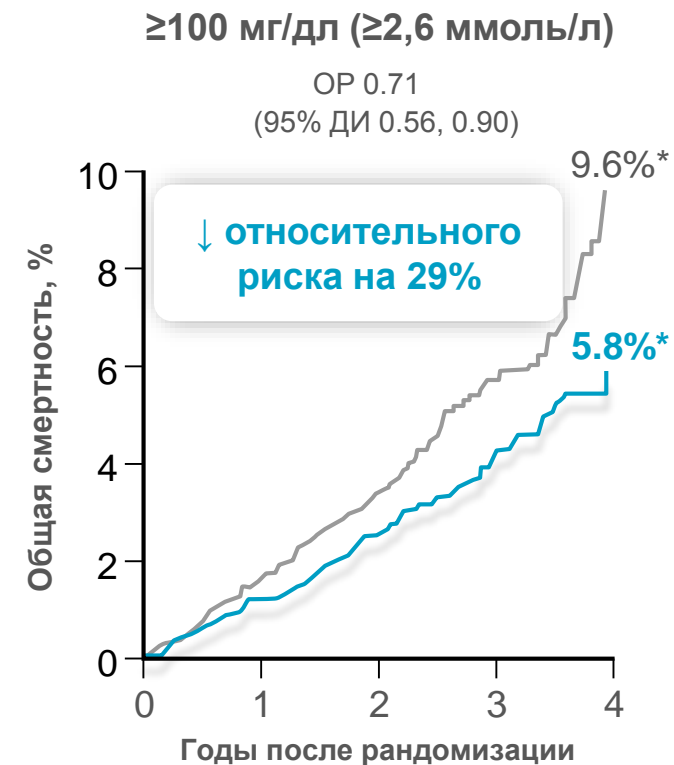 ≥100 мг/дл (≥2,6 ммоль/л)
ОР 0.71
(95% ДИ 0.56, 0.90)
9.6%*
↓ относительного
риска на 29%
5.8%*
Общая смертность, %
10
8
6
4
2
0
0 1 2 3 4
Годы после рандомизации